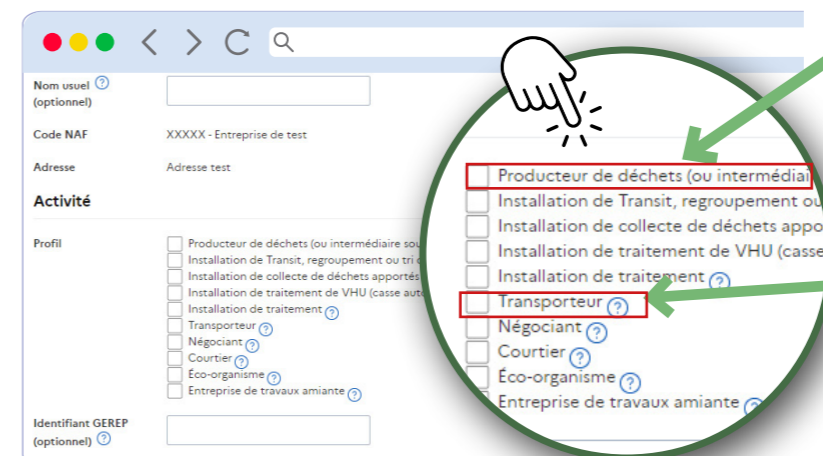 Nom usuel
(optionnel)
Code NAF XXXXX - Entreprise de test
Adresse Adresse test
Activité
Profil
Producteur de déchets (ou intermédiaire
Installation de Transit, regroupement ou tri
Installation de collecte de déchets apportés
Installation de traitement de VHU (casse
Installation de traitement ?
Transporteur ?
Négociant ?
Courtier ?
Éco-organisme ?
Entreprise de travaux amiante ?
Identifiant GEREP
(optionnel) ?
Producteur de déchets (ou
Installation de Transit, regroupement
Installation de collecte de déchets
Installation de traitement de VHU (casse
Installation de traitement ?
Transporteur ?
Négociant ?
Courtier ?
Éco-organisme ?
Entreprise de travaux amiante